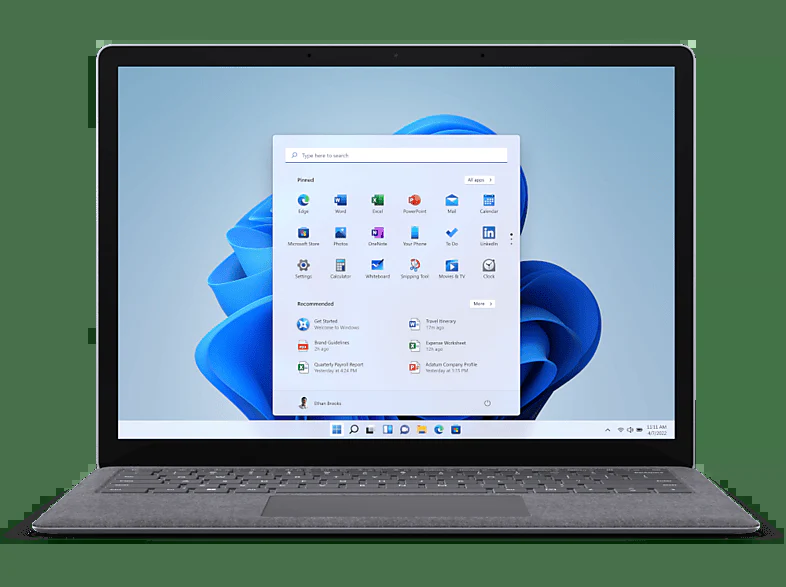 Type here to search
Pinned
All apps >
Edge
Word
Excel
PowerPoint
Mail
Calendar
Microsoft Store
Photos
OneNote
Your Phone
To Do
LinkedIn
Settings
Calculator
Whiteboard
Snipping Tool
Movies & TV
Clock
Recommended
More >
Get Started
Welcome to Windows
Travel Itinerary
17m ago
Brand Guidelines
2h ago
Expense Worksheet
12h ago
Quarterly Payroll Report
Yesterday at 4:24 PM
Adatum Company Profile
Yesterday at 1:15 PM
Ethan Brooks
11:11 AM
4/7/2022